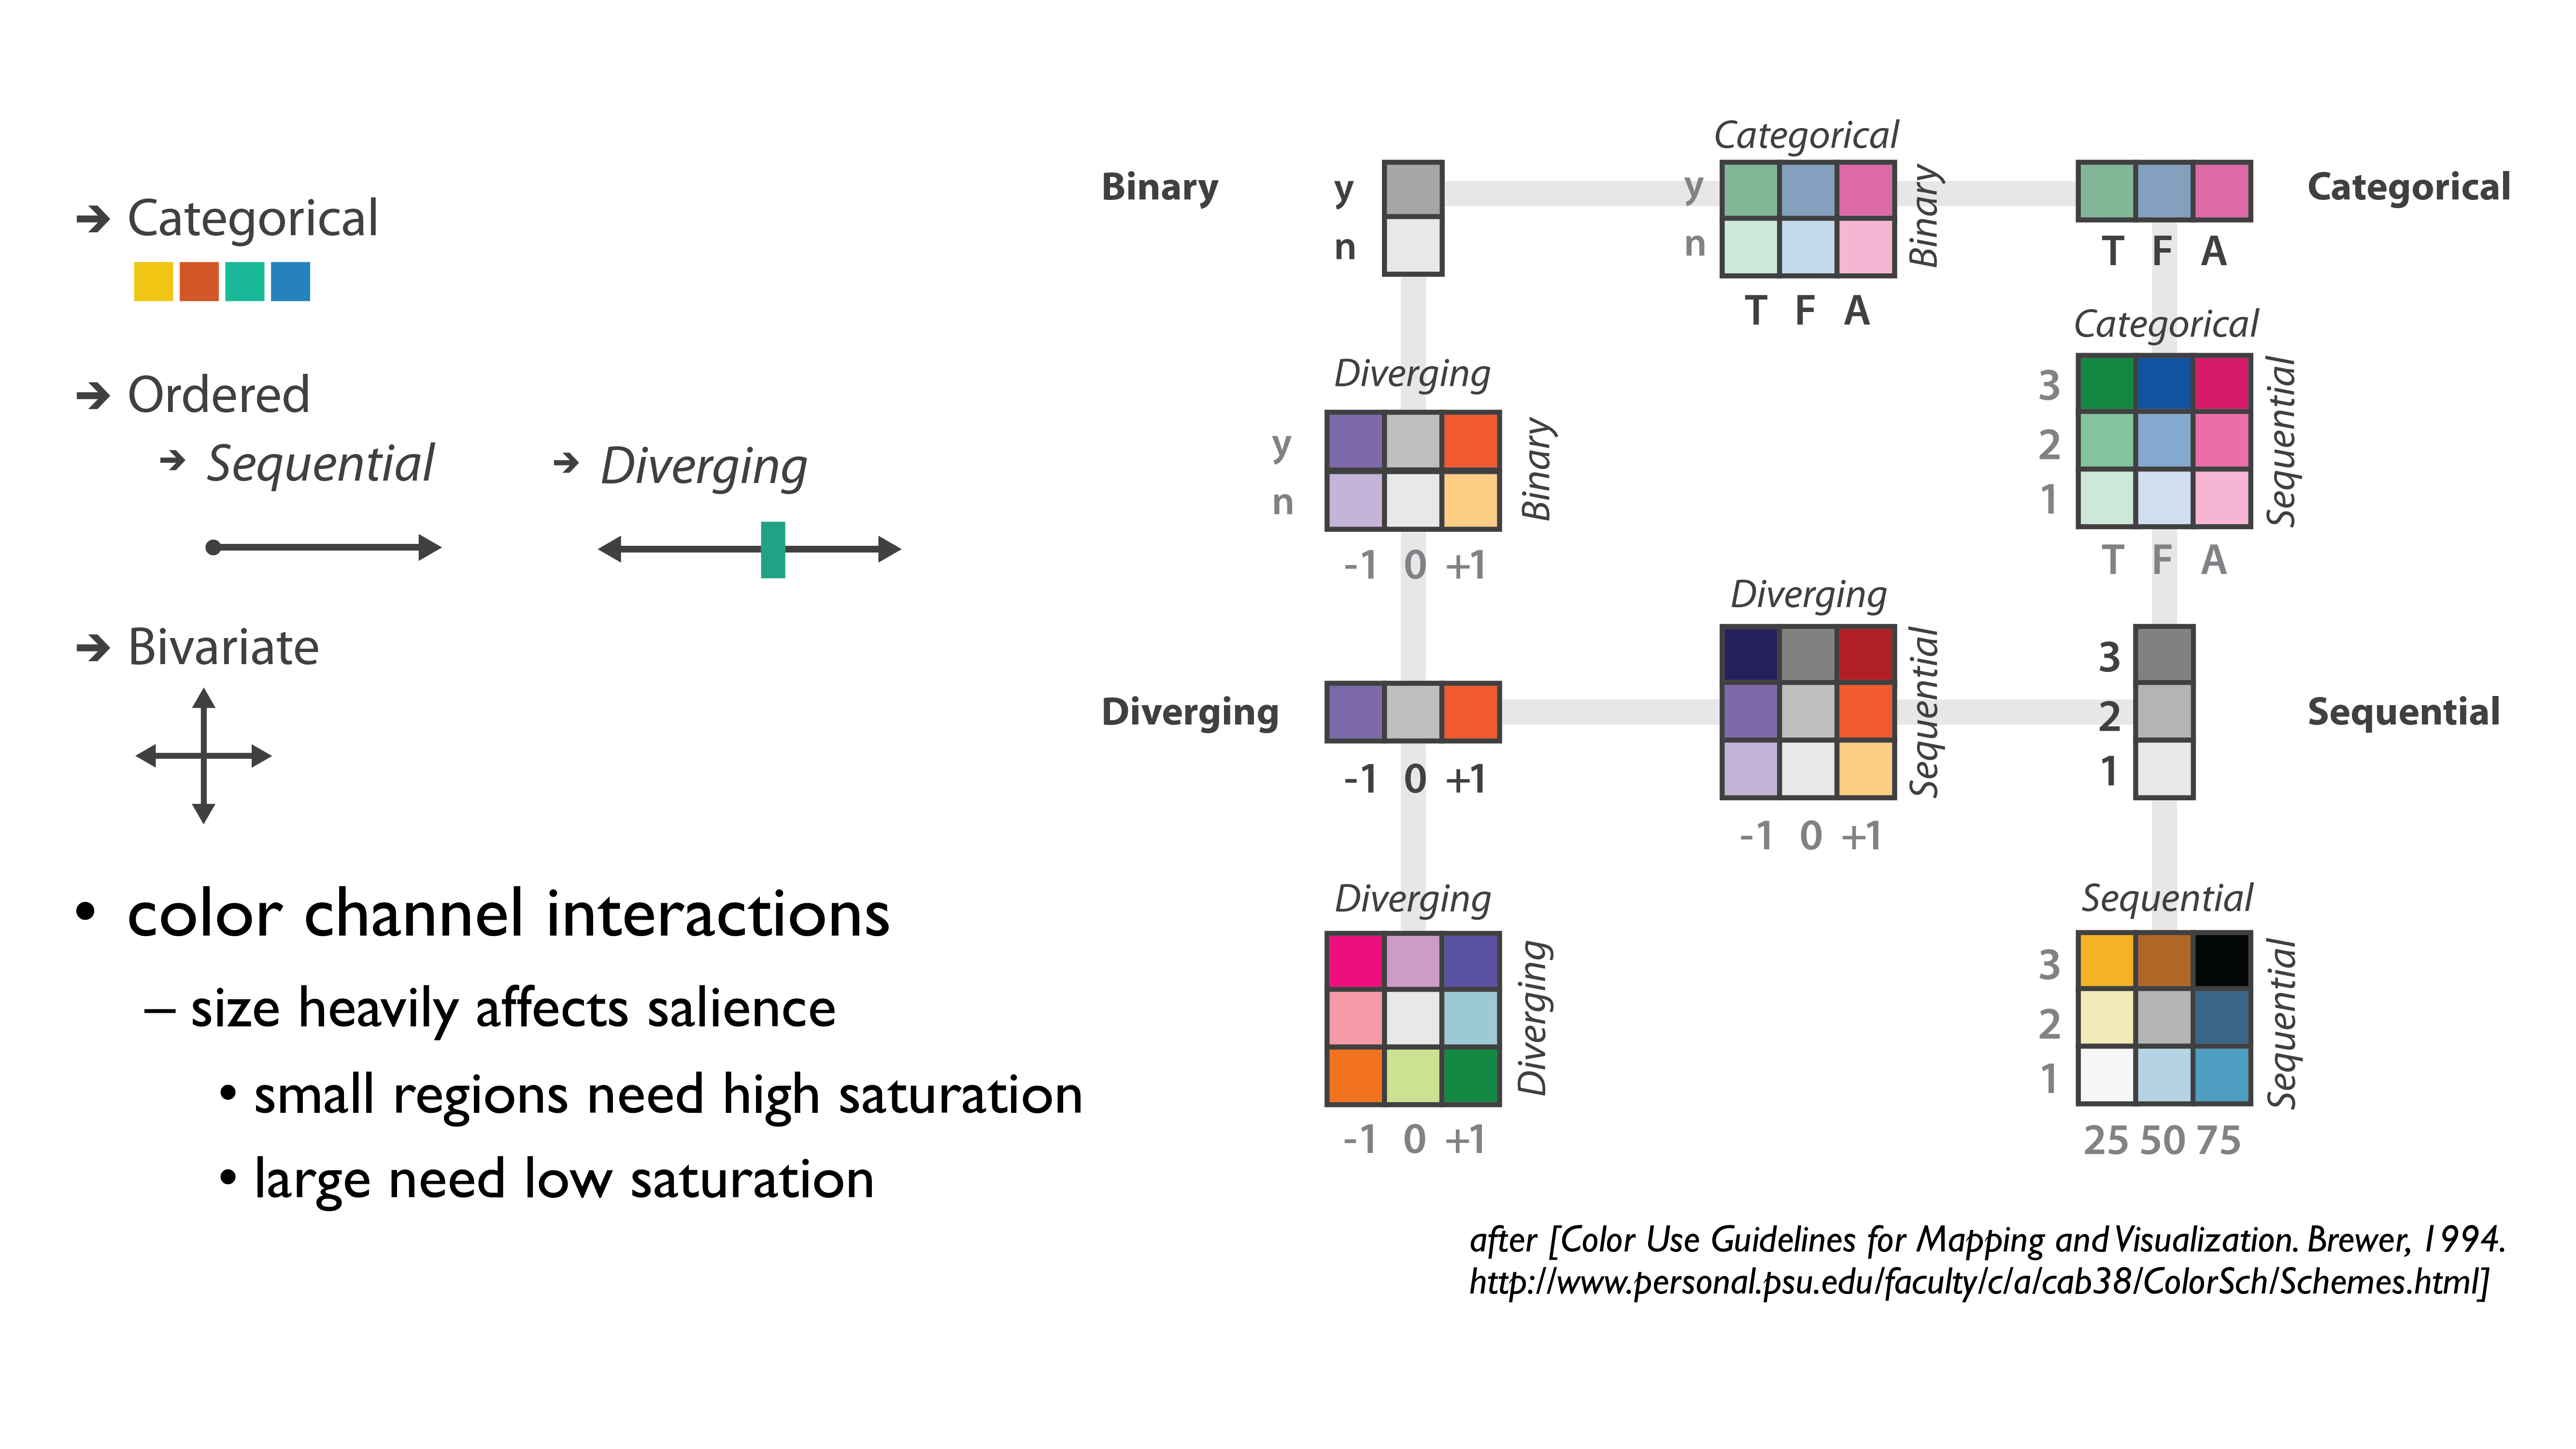 ➔ Categorical
➔ Ordered
➔ Sequential
➔ Diverging
➔ Bivariate
• color channel interactions
– size heavily affects salience
• small regions need high saturation
• large need low saturation
Binary
y
n
Categorical
y
n
Binary
T F A
Categorical
T F A
Diverging
y
n
Binary
-1 0 +1
Categorical
3
2
1
Sequential
T F A
Diverging
-1 0 +1
Diverging
Sequential
-1 0 +1
3
2
1
Sequential
Diverging
Diverging
-1 0 +1
Sequential
3
2
1
Sequential
25 50 75
after [Color Use Guidelines for Mapping and Visualization. Brewer, 1994.
http://www.personal.psu.edu/faculty/c/a/cab38/ColorSch/Schemes.html]